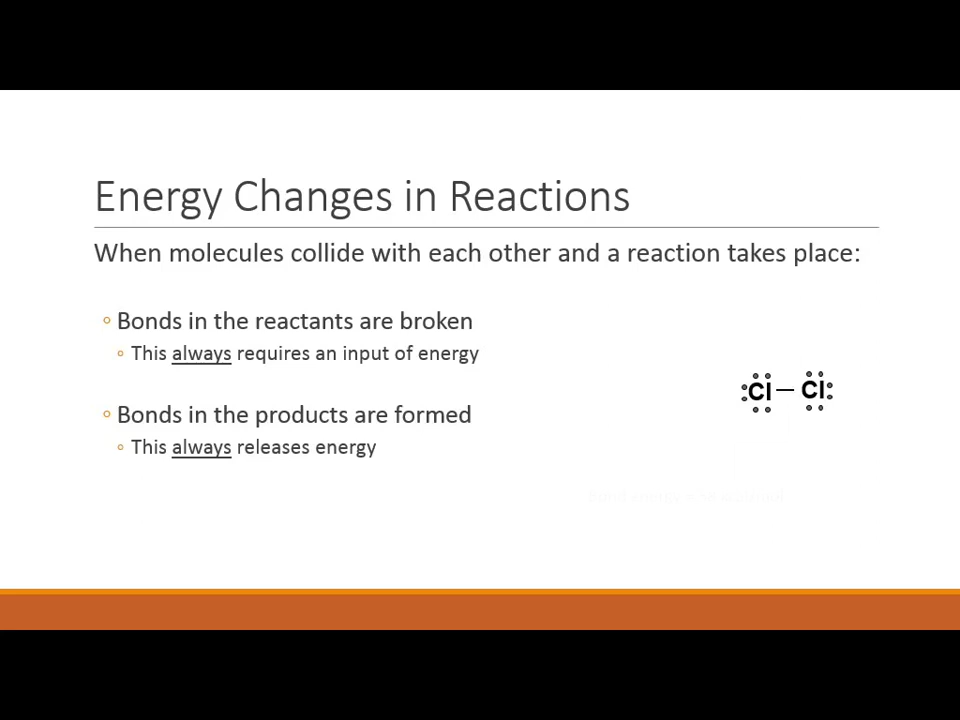 Energy Changes in Reactions
When molecules collide with each other and a reaction takes place:
Bonds in the reactants are broken
This always requires an input of energy
Cl — Cl
Bonds in the products are formed
This always releases energy